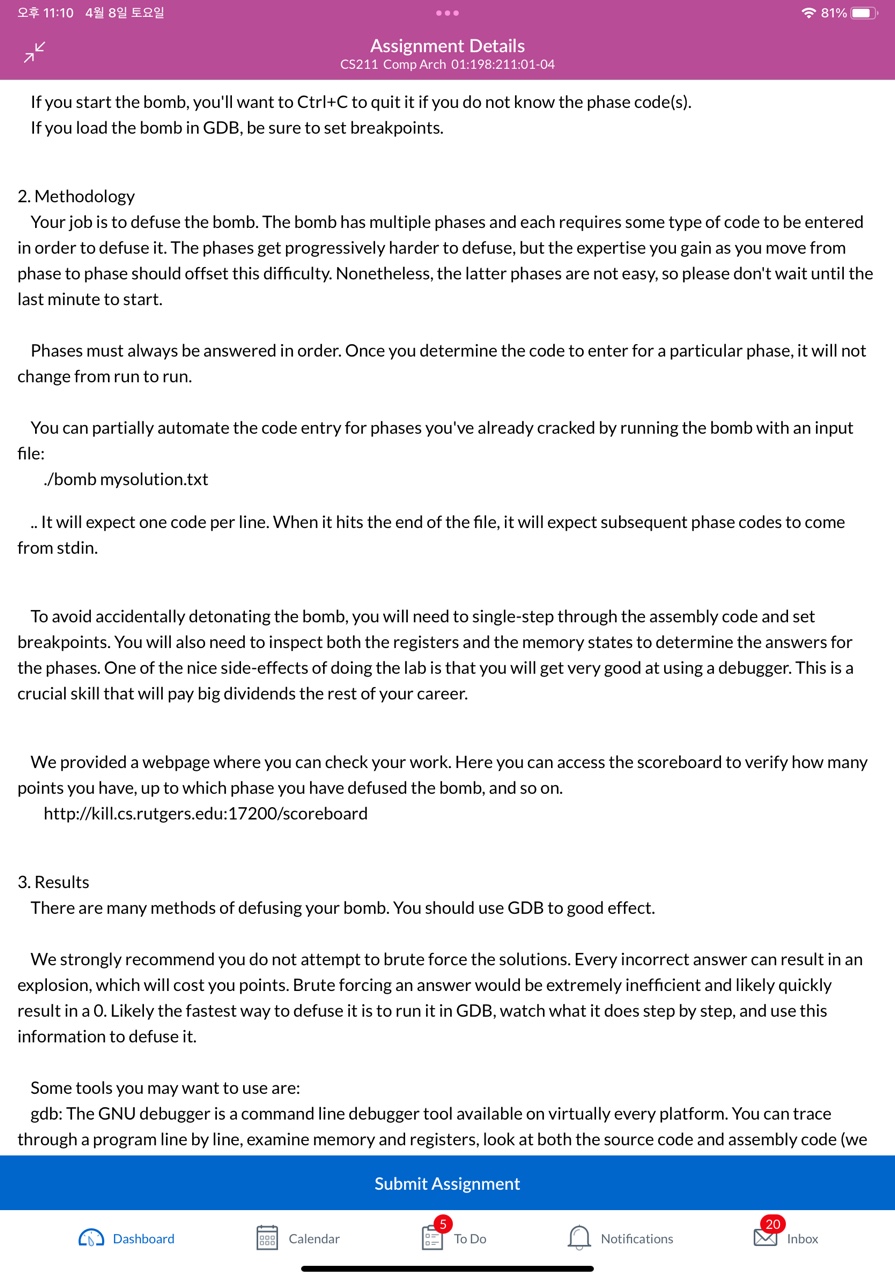 오후 11:10 4월 8일 토요일
81%
Assignment Details
CS211 Comp Arch 01:198:211:01-04
If you start the bomb, you'll want to Ctrl+C to quit it if you do not know the phase code(s).
If you load the bomb in GDB, be sure to set breakpoints.
2. Methodology
Your job is to defuse the bomb. The bomb has multiple phases and each requires some type of code to be entered
in order to defuse it. The phases get progressively harder to defuse, but the expertise you gain as you move from
phase to phase should offset this difficulty. Nonetheless, the latter phases are not easy, so please don't wait until the
last minute to start.
Phases must always be answered in order. Once you determine the code to enter for a particular phase, it will not
change from run to run.
You can partially automate the code entry for phases you've already cracked by running the bomb with an input
file:
./bomb mysolution.txt
.. It will expect one code per line. When it hits the end of the file, it will expect subsequent phase codes to come
from stdin.
To avoid accidentally detonating the bomb, you will need to single-step through the assembly code and set
breakpoints. You will also need to inspect both the registers and the memory states to determine the answers for
the phases. One of the nice side-effects of doing the lab is that you will get very good at using a debugger. This is a
crucial skill that will pay big dividends the rest of your career.
We provided a webpage where you can check your work. Here you can access the scoreboard to verify how many
points you have, up to which phase you have defused the bomb, and so on.
http://kill.cs.rutgers.edu:17200/scoreboard
3. Results
There are many methods of defusing your bomb. You should use GDB to good effect.
We strongly recommend you do not attempt to brute force the solutions. Every incorrect answer can result in an
explosion, which will cost you points. Brute forcing an answer would be extremely inefficient and likely quickly
result in a 0. Likely the fastest way to defuse it is to run it in GDB, watch what it does step by step, and use this
information to defuse it.
Some tools you may want to use are:
gdb: The GNU debugger is a command line debugger tool available on virtually every platform. You can trace
through a program line by line, examine memory and registers, look at both the source code and assembly code (we
Submit Assignment
Dashboard
Calendar
5
To Do
Notifications
20
Inbox